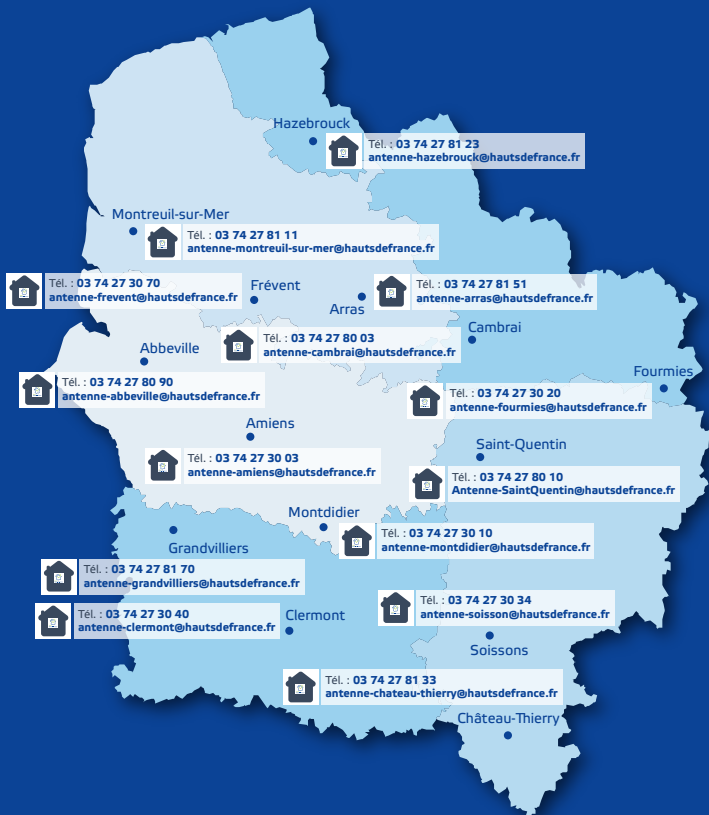 Hazebrouck
Tél. : 03 74 27 81 23
antenne-hazebrouck@hautsdefrance.fr
Montreuil-sur-Mer
Tél. : 03 74 27 81 11
antenne-montreuil-sur-mer@hautsdefrance.fr
Tél. : 03 74 27 30 70
antenne-frevent@hautsdefrance.fr
Frévent
Arras
Tél. : 03 74 27 81 51
antenne-arras@hautsdefrance.fr
Tél. : 03 74 27 80 03
antenne-cambrai@hautsdefrance.fr
Cambrai
Abbeville
Tél. : 03 74 27 80 90
antenne-abbeville@hautsdefrance.fr
Fourmies
Tél. : 03 74 27 30 20
antenne-fourmies@hautsdefrance.fr
Amiens
Tél. : 03 74 27 30 03
antenne-amiens@hautsdefrance.fr
Saint-Quentin
Tél. : 03 74 27 80 10
Antenne-SaintQuentin@hautsdefrance.fr
Montdidier
Tél. : 03 74 27 30 10
antenne-montdidier@hautsdefrance.fr
Grandvilliers
Tél. : 03 74 27 81 70
antenne-grandvilliers@hautsdefrance.fr
Tél. : 03 74 27 30 40
antenne-clermont@hautsdefrance.fr
Clermont
Tél. : 03 74 27 30 34
antenne-soisson@hautsdefrance.fr
Soissons
Tél. : 03 74 27 81 33
antenne-chateau-thierry@hautsdefrance.fr
Château-Thierry